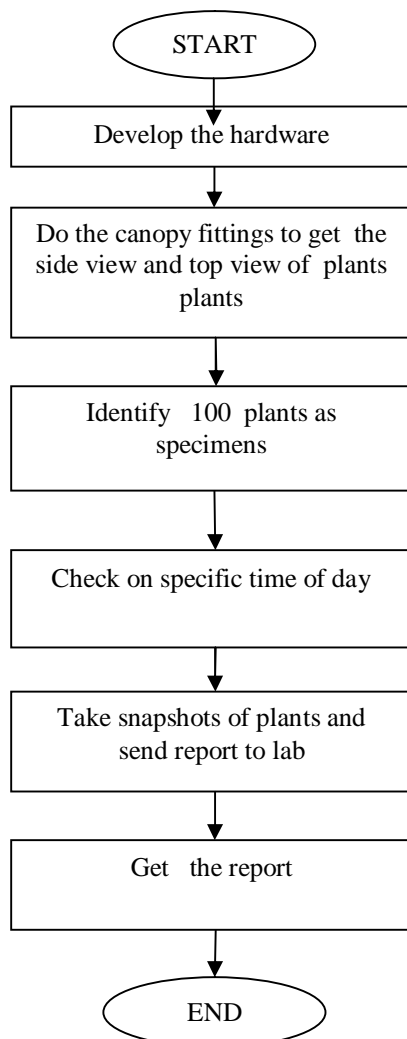 START
Develop the hardware
Do the canopy fittings to get the
side view and top view of plants
plants
Identify 100 plants as
specimens
Check on specific time of day
Take snapshots of plants and
send report to lab
Get the report
END